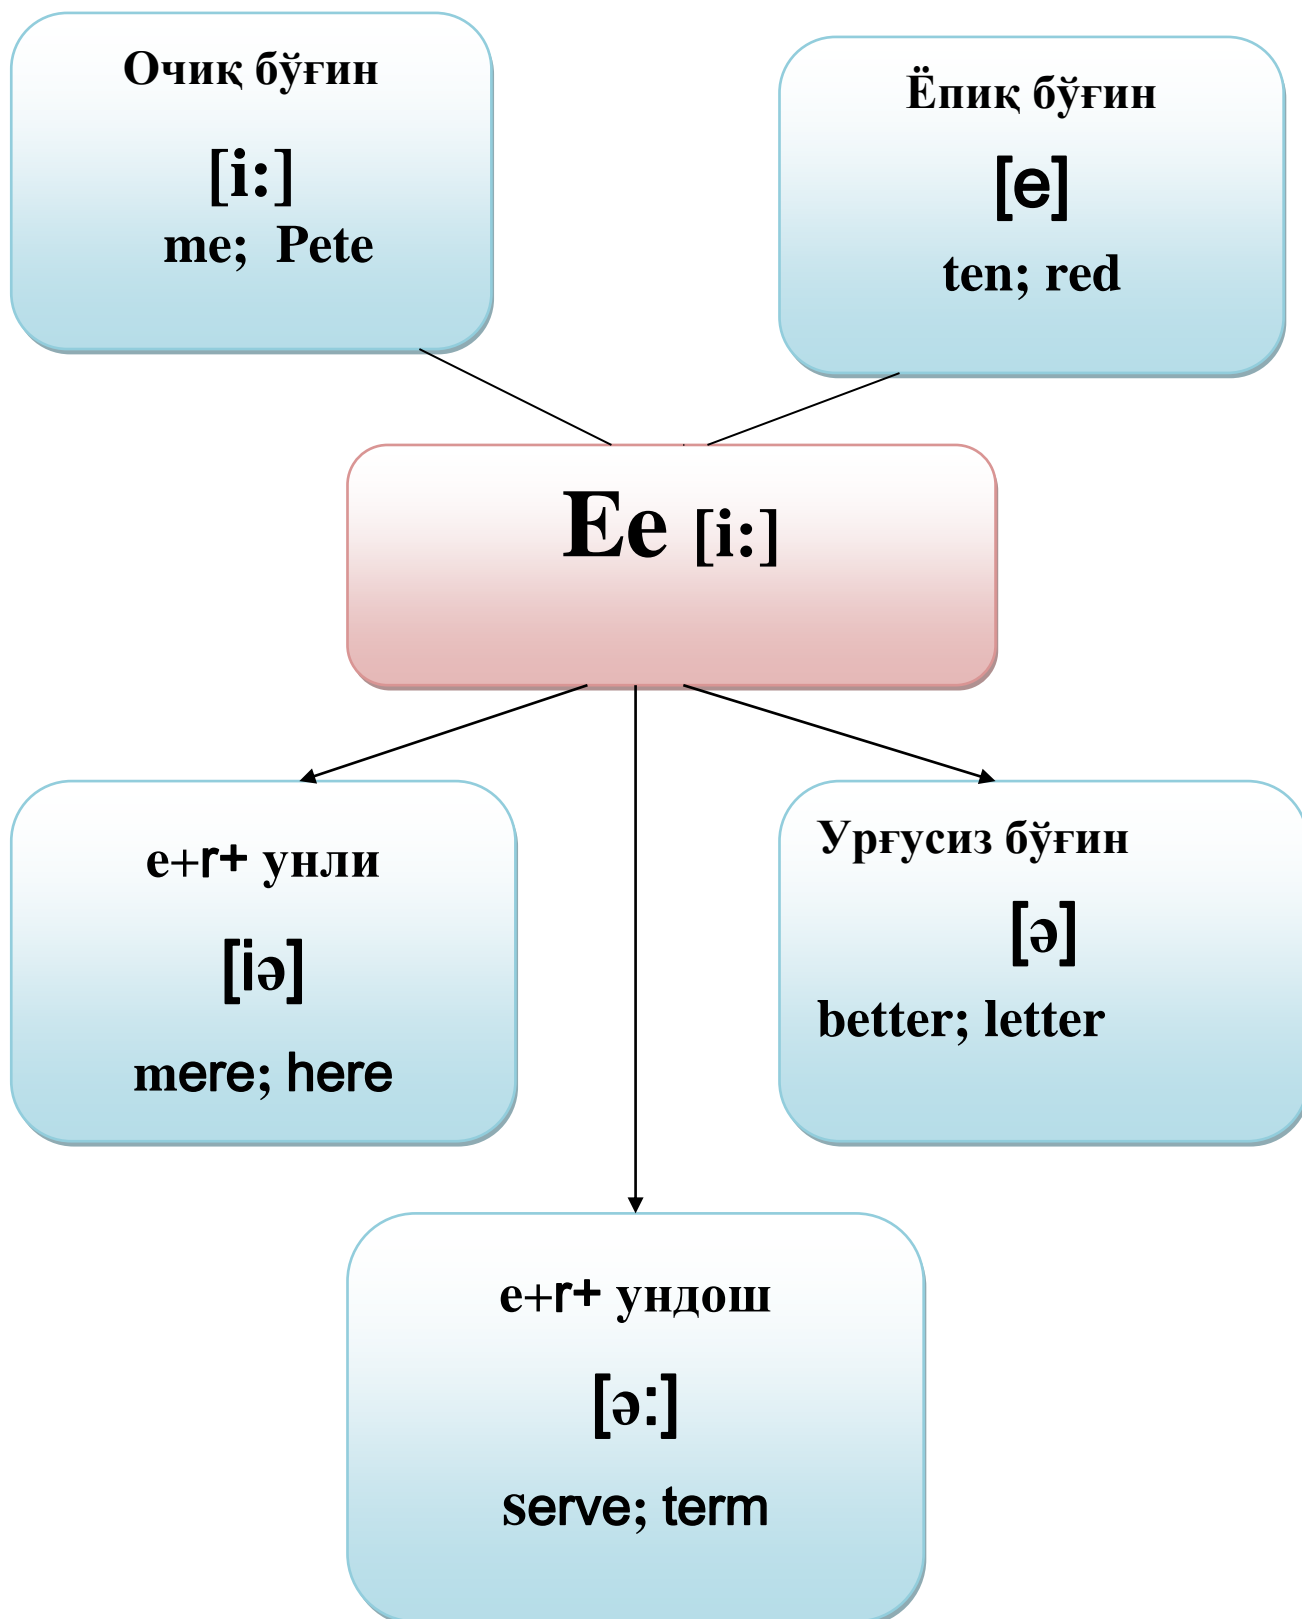 Очиқ бўғин
[i:]
me; Pete
Ёпиқ бўғин
[e]
ten; red
Ee [i:]
e+r+ унли
[iə]
mere; here
Урғусиз бўғин
[ə]
better; letter
e+r+ ундош
[ə:]
serve; term